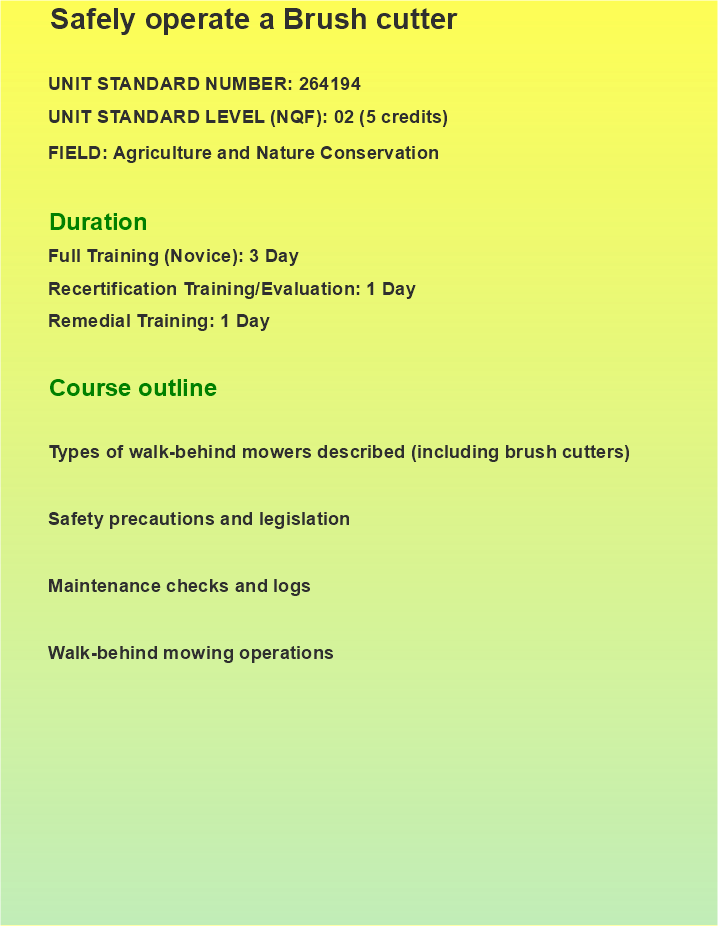 Safely operate a Brush cutter
UNIT STANDARD NUMBER: 264194
UNIT STANDARD LEVEL (NQF): 02 (5 credits)
FIELD: Agriculture and Nature Conservation
Duration
Full Training (Novice): 3 Day
Recertification Training/Evaluation: 1 Day
Remedial Training: 1 Day
Course outline
Types of walk-behind mowers described (including brush cutters)
Safety precautions and legislation
Maintenance checks and logs
Walk-behind mowing operations